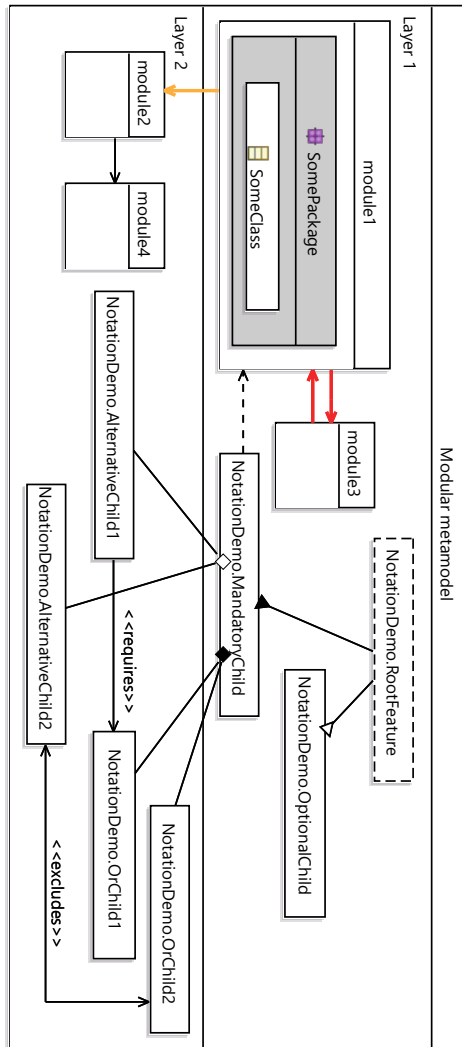 Modular metamodel
Layer 1
module1
SomePackage
SomeClass
module3
NotationDemo.RootFeature
NotationDemo.MandatoryChild
NotationDemo.OptionalChild
Layer 2
module2
module4
NotationDemo.AlternativeChild1
<<requires>>
NotationDemo.OrChild1
NotationDemo.OrChild2
NotationDemo.AlternativeChild2
<<excludes>>